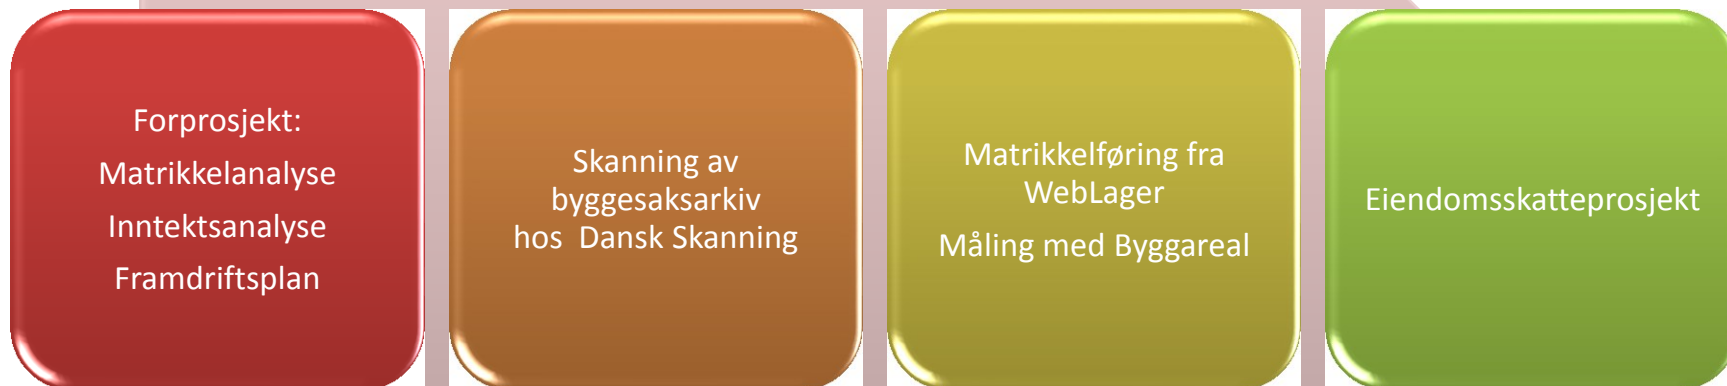 Forprosjekt:
Matrikkelanalyse
Inntektsanalyse
Framdriftsplan
Skanning av
byggesaksarkiv
hos Dansk Skanning
Matrikkelføring fra
WebLager
Måling med Byggareal
Eiendomsskatteprosjekt